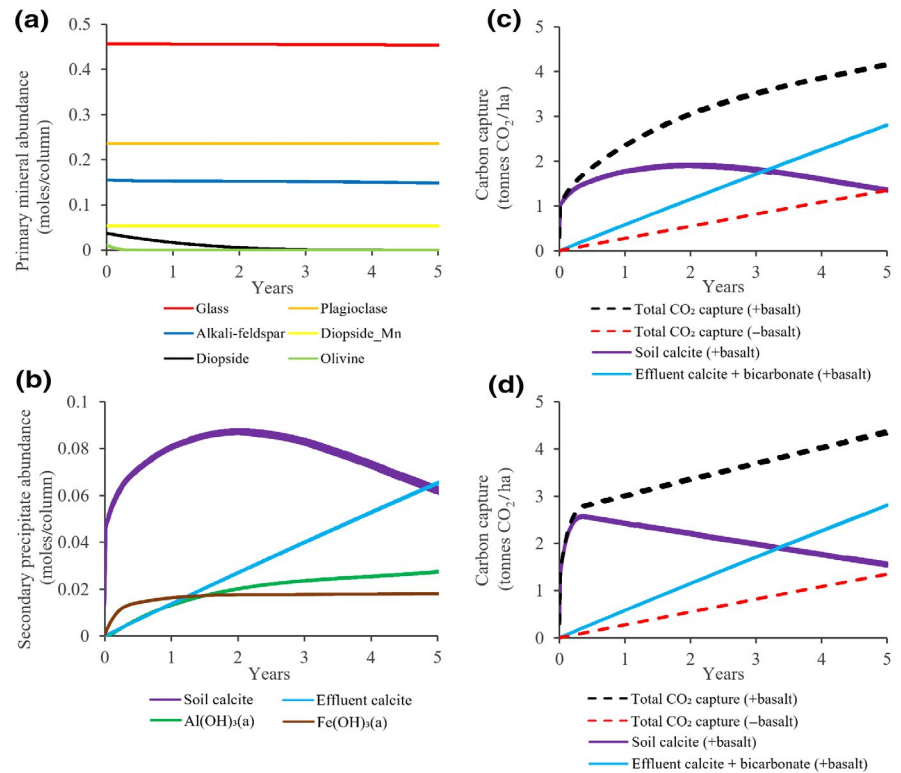 (a)
0.5
0.4
0.3
0.2
0.1
0
Primary mineral abundance
(moles/column)
0 1 2 3 4 5
Years
Glass Plagioclase
Alkali-feldspar Diopside_Mn
Diopside Olivine
(b)
0.1
0.08
0.06
0.04
0.02
0
Secondary precipitate abundance
(moles/column)
0 1 2 3 4 5
Years
Soil calcite Effluent calcite
Al(OH)₃(a) Fe(OH)₃(a)
(c)
5
4
3
2
1
0
Carbon capture
(tonnes CO₂/ha)
0 1 2 3 4 5
Years
Total CO₂ capture (+basalt)
Total CO₂ capture (−basalt)
Soil calcite (+basalt)
Effluent calcite + bicarbonate (+basalt)
(d)
5
4
3
2
1
0
Carbon capture
(tonnes CO₂/ha)
0 1 2 3 4 5
Years
Total CO₂ capture (+basalt)
Total CO₂ capture (−basalt)
Soil calcite (+basalt)
Effluent calcite + bicarbonate (+basalt)